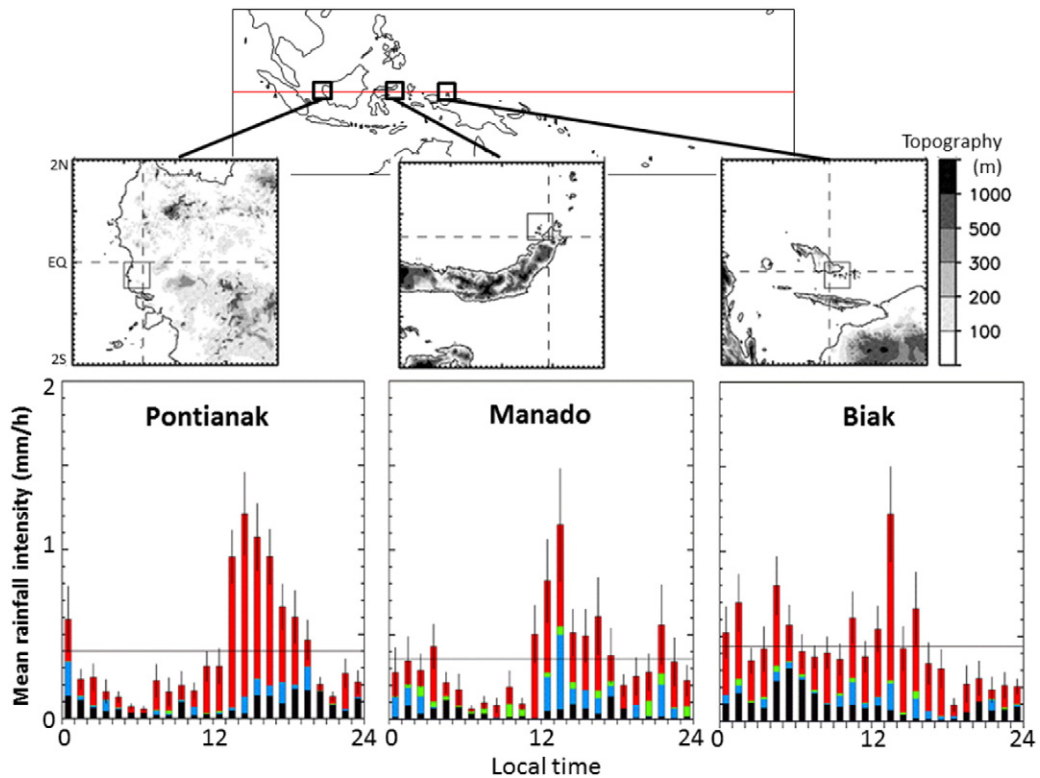 Topography
(m)
1000
500
300
200
100
2N
EQ
2S
Mean rainfall intensity (mm/h)
2
1
0
Pontianak
Manado
Biak
0 12 24
0 12 24
0 12 24
Local time